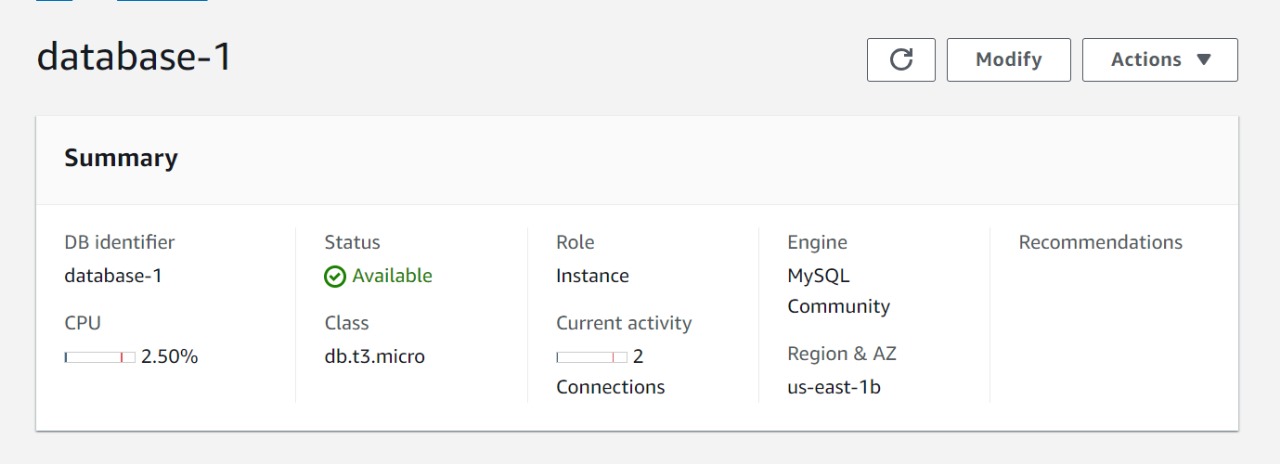 database-1
Modify
Actions
Summary
DB identifier
database-1
CPU
2.50%
Status
Available
Class
db.t3.micro
Role
Instance
Current activity
2
Connections
Engine
MySQL
Community
Region & AZ
us-east-1b
Recommendations